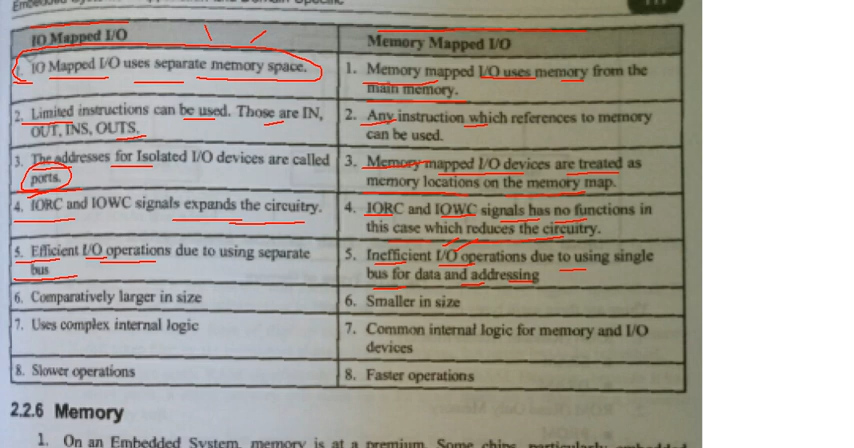 IO Mapped I/O
Memory Mapped I/O
1. IO Mapped I/O uses separate memory space.
1. Memory mapped I/O uses memory from the
main memory.
2. Limited instructions can be used. Those are IN,
OUT, INS, OUTS.
2. Any instruction which references to memory
can be used.
3. The addresses for Isolated I/O devices are called
ports.
3. Memory mapped I/O devices are treated as
memory locations on the memory map.
4. IORC and IOWC signals expands the circuitry.
4. IORC and IOWC signals has no functions in
this case which reduces the circuitry.
5. Efficient I/O operations due to using separate
bus
5. Inefficient I/O operations due to using single
bus for data and addressing
6. Comparatively larger in size
6. Smaller in size
7. Uses complex internal logic
7. Common internal logic for memory and I/O
devices
8. Slower operations
8. Faster operations
2.2.6 Memory
1. On an Embedded System, memory is at a premium. Some chips, particularly embedded